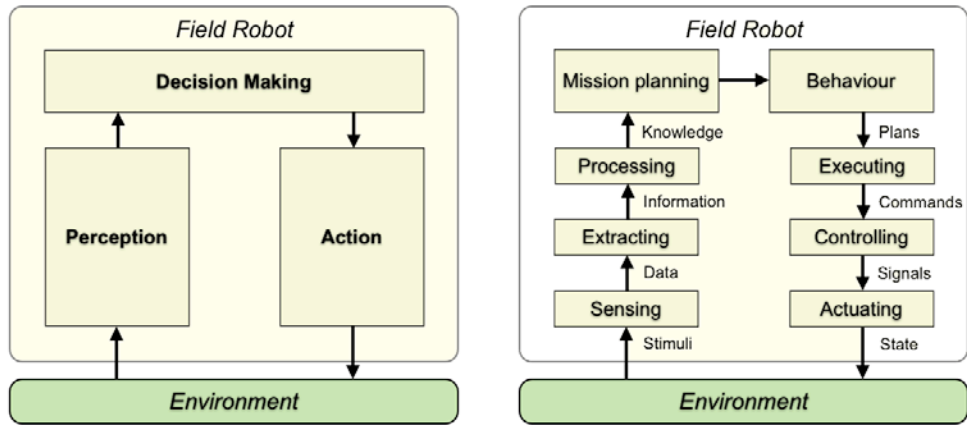 Field Robot
Decision Making
Perception
Action
Environment
Field Robot
Mission planning
Behaviour
Knowledge
Plans
Processing
Executing
Information
Commands
Extracting
Controlling
Data
Signals
Sensing
Actuating
Stimuli
State
Environment